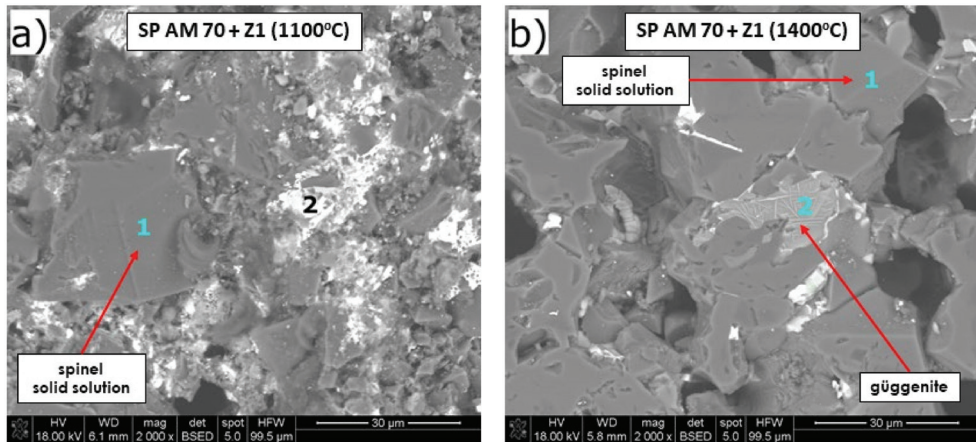 a)
SP AM 70 + Z1 (1100°C)
1
2
spinel
solid solution
HV WD mag det spot HFW 30 µm
18.00 kV 6.1 mm 2 000 x BSED 5.0 99.5 µm
b)
SP AM 70 + Z1 (1400°C)
spinel
solid solution
1
2
güggenite
HV WD mag det spot HFW 30 µm
18.00 kV 5.8 mm 2 000 x BSED 5.0 99.5 µm